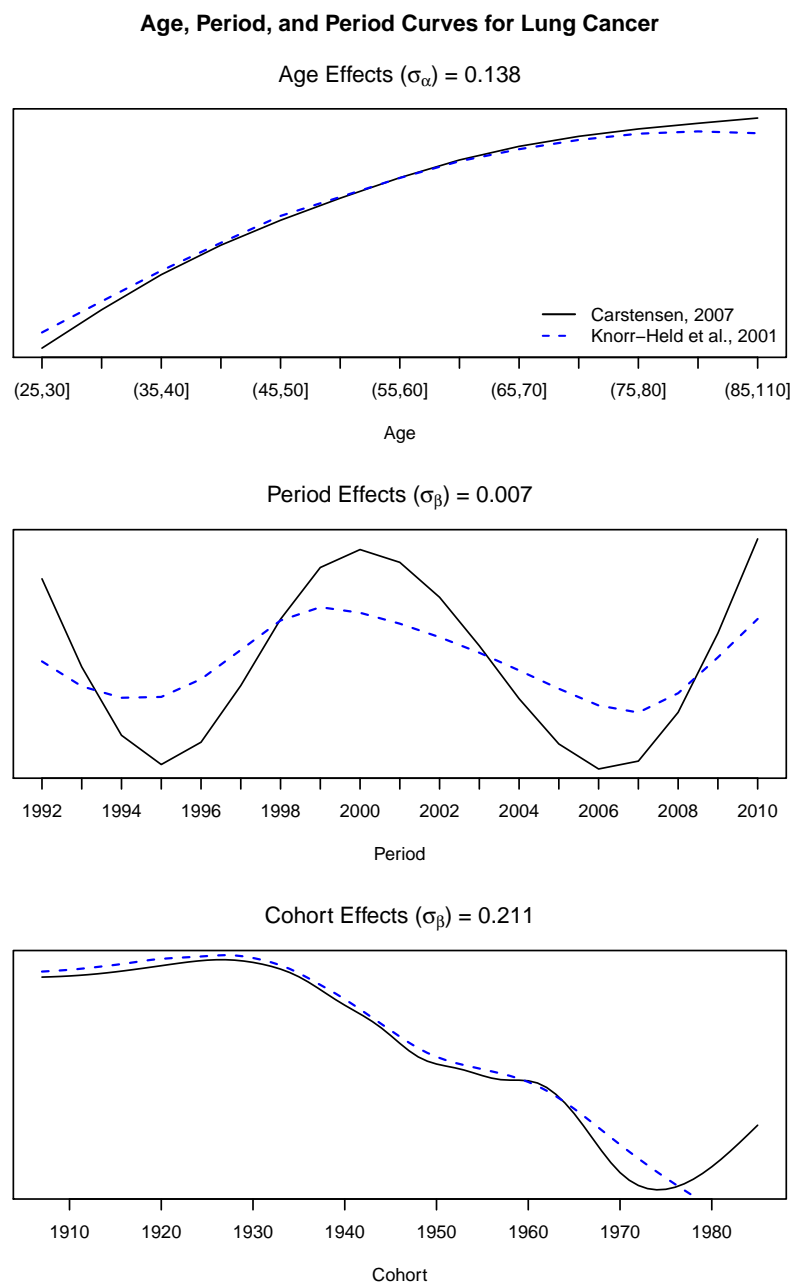 Age, Period, and Period Curves for Lung Cancer
Age Effects (σα) = 0.138
Carstensen, 2007
Knorr−Held et al., 2001
(25,30] (35,40] (45,50] (55,60] (65,70] (75,80] (85,110]
Age
Period Effects (σβ) = 0.007
1992 1994 1996 1998 2000 2002 2004 2006 2008 2010
Period
Cohort Effects (σβ) = 0.211
1910 1920 1930 1940 1950 1960 1970 1980
Cohort